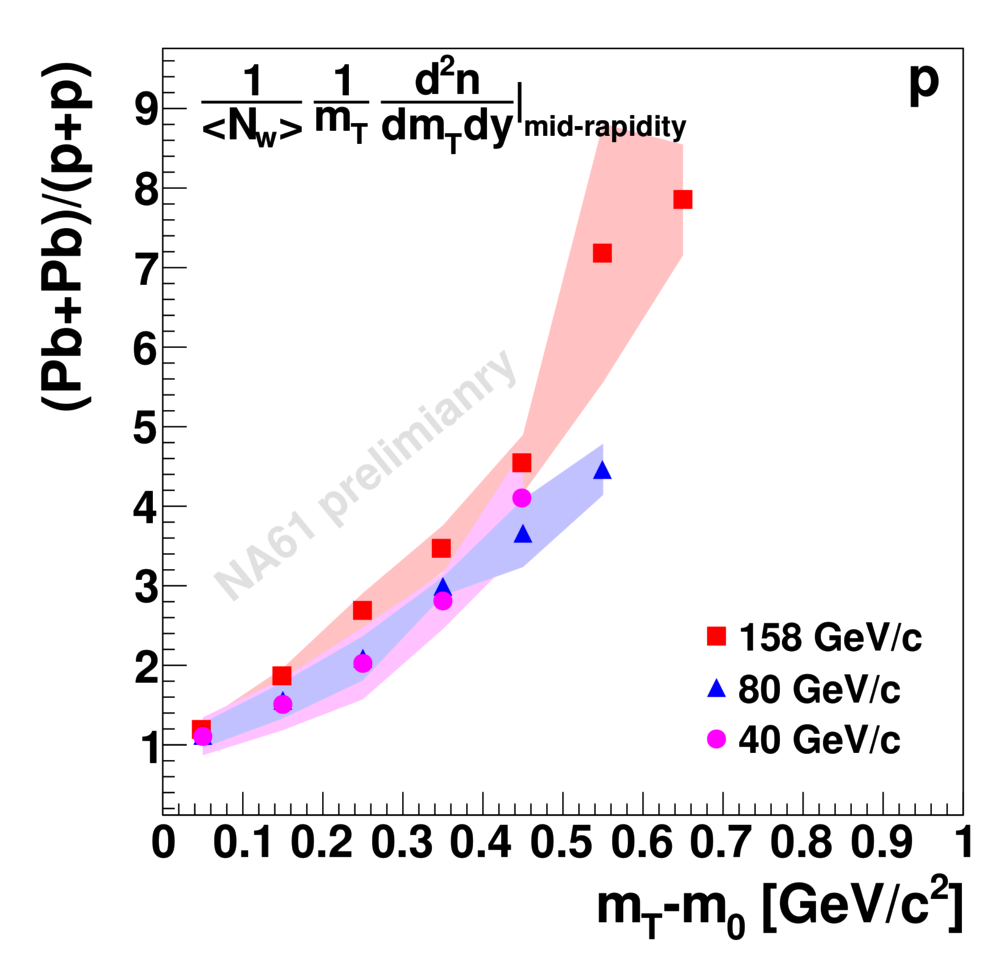 (Pb+Pb)/(p+p)
1/<N_w> 1/m_T d²n/dm_Tdy|mid-rapidity
p
9
8
7
6
5
4
3
2
1
NA61 prelimianry
158 GeV/c
80 GeV/c
40 GeV/c
0 0.1 0.2 0.3 0.4 0.5 0.6 0.7 0.8 0.9 1
m_T-m_0 [GeV/c²]